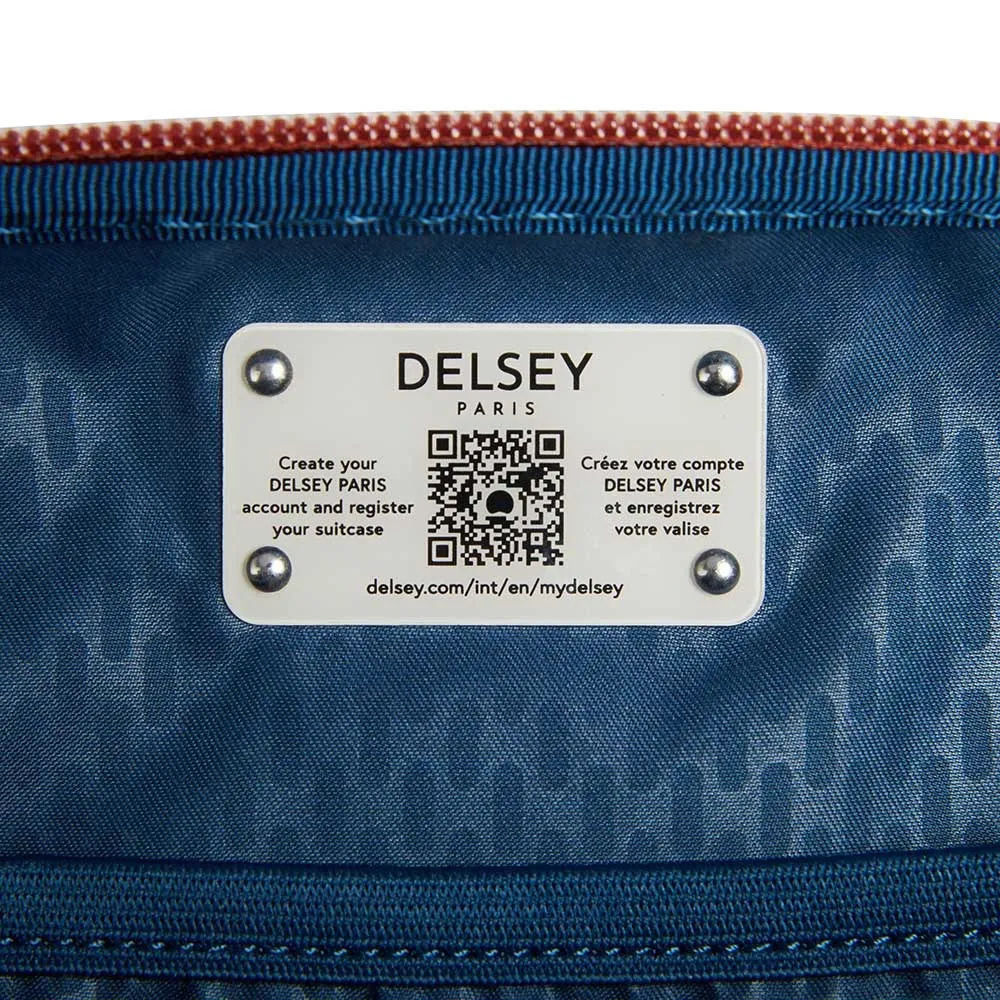 DELSEY
PARIS
Create your
DELSEY PARIS
account and register
your suitcase
Créez votre compte
DELSEY PARIS
et enregistrez
votre valise
delsey.com/int/en/mydelsey